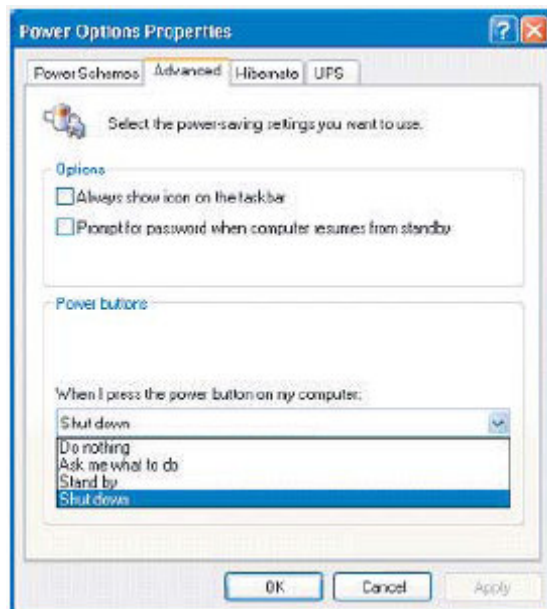 Power Options Properties
Power Schemes Advanced Hibernate UPS
Select the power-saving settings you want to use.
Options
Always show icon on the taskbar
Prompt for password when computer resumes from standby
Power buttons
When I press the power button on my computer:
Shut down
Do nothing
Ask me what to do
Stand by
Shut down
OK Cancel Apply